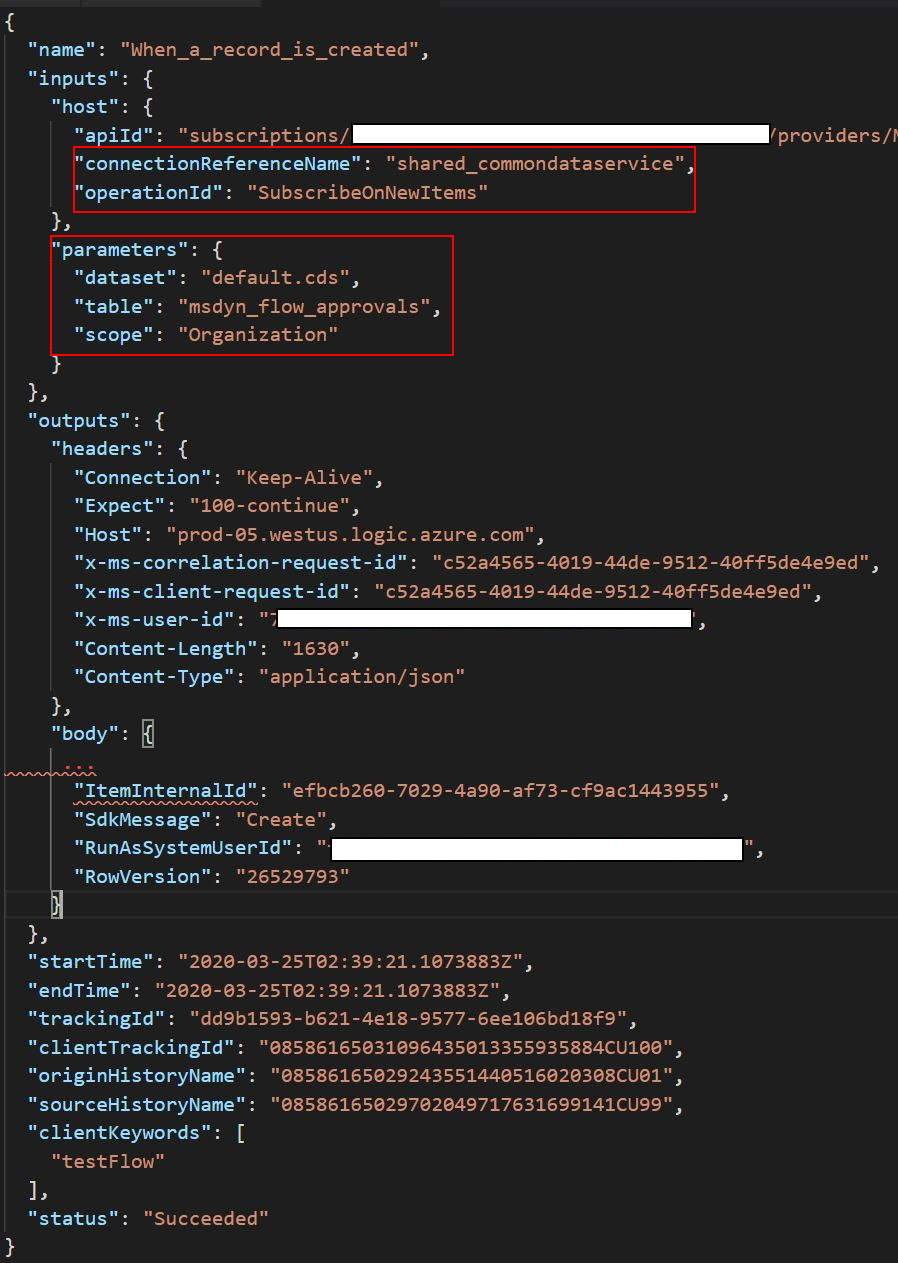 {
"name": "When_a_record_is_created",
"inputs": {
"host": {
"apiId": "subscriptions/ /providers/M
"connectionReferenceName": "shared_commondataservice",
"operationId": "SubscribeOnNewItems"
},
"parameters": {
"dataset": "default.cds",
"table": "msdyn_flow_approvals",
"scope": "Organization"
}
},
"outputs": {
"headers": {
"Connection": "Keep-Alive",
"Expect": "100-continue",
"Host": "prod-05.westus.logic.azure.com",
"x-ms-correlation-request-id": "c52a4565-4019-44de-9512-40ff5de4e9ed",
"x-ms-client-request-id": "c52a4565-4019-44de-9512-40ff5de4e9ed",
"x-ms-user-id": "7 ",
"Content-Length": "1630",
"Content-Type": "application/json"
},
"body": {
...
"ItemInternalId": "efbcb260-7029-4a90-af73-cf9ac1443955",
"SdkMessage": "Create",
"RunAsSystemUserId": " ",
"RowVersion": "26529793"
}
},
"startTime": "2020-03-25T02:39:21.1073883Z",
"endTime": "2020-03-25T02:39:21.1073883Z",
"trackingId": "dd9b1593-b621-4e18-9577-6ee106bd18f9",
"clientTrackingId": "08586165031096435013355935884CU100",
"originHistoryName": "08586165029243551440516020308CU01",
"sourceHistoryName": "08586165029702049717631699141CU99",
"clientKeywords": [
"testFlow"
],
"status": "Succeeded"
}